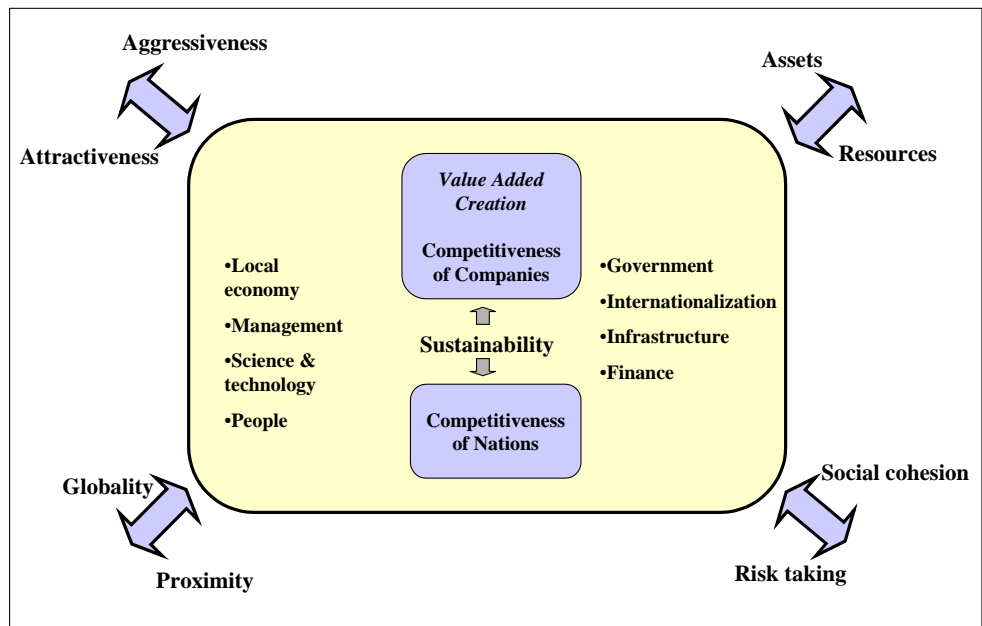 Aggressiveness
Attractiveness
Assets
Resources
Value Added
Creation
Competitiveness
of Companies
•Local
economy
•Management
•Science &
technology
•People
•Government
•Internationalization
•Infrastructure
•Finance
Sustainability
Competitiveness
of Nations
Globality
Proximity
Social cohesion
Risk taking